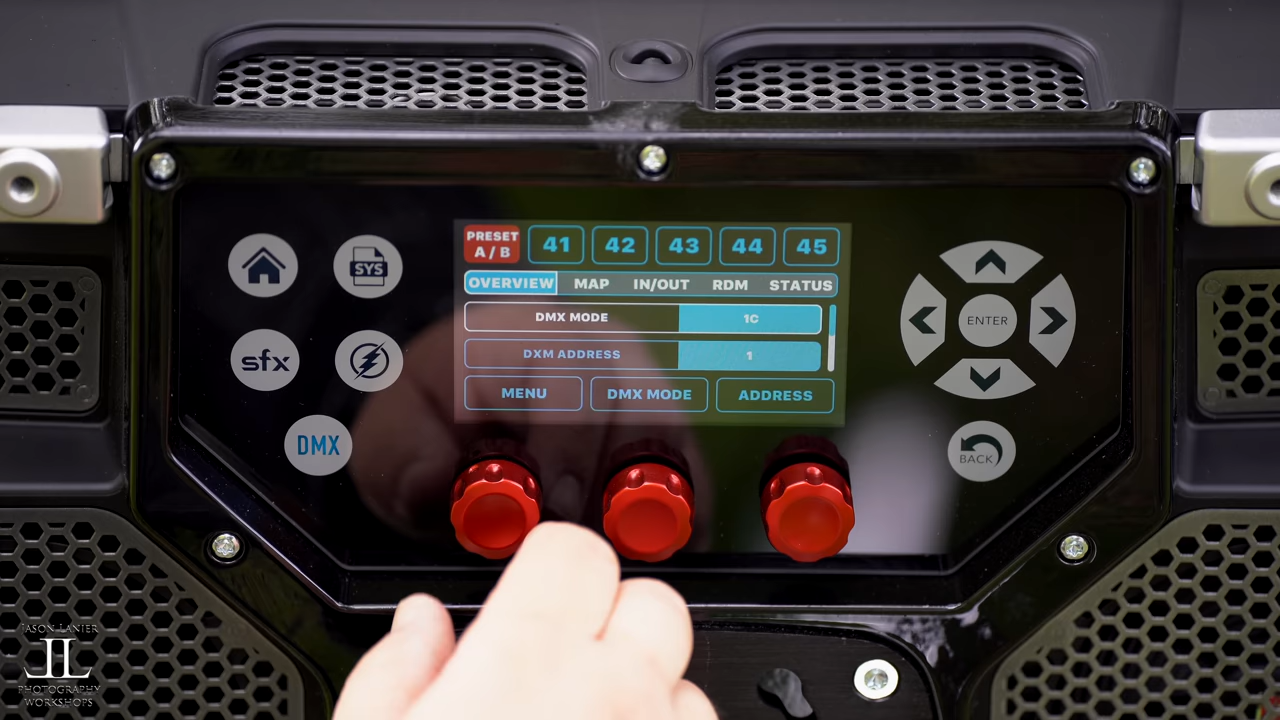 PRESET
A / B
41
42
43
44
45
OVERVIEW MAP IN/OUT RDM STATUS
DMX MODE 1C
DXM ADDRESS 1
MENU DMX MODE ADDRESS
SYS
sfx
DMX
ENTER
BACK
JASON LANIER
JL
PHOTOGRAPHY
WORKSHOPS